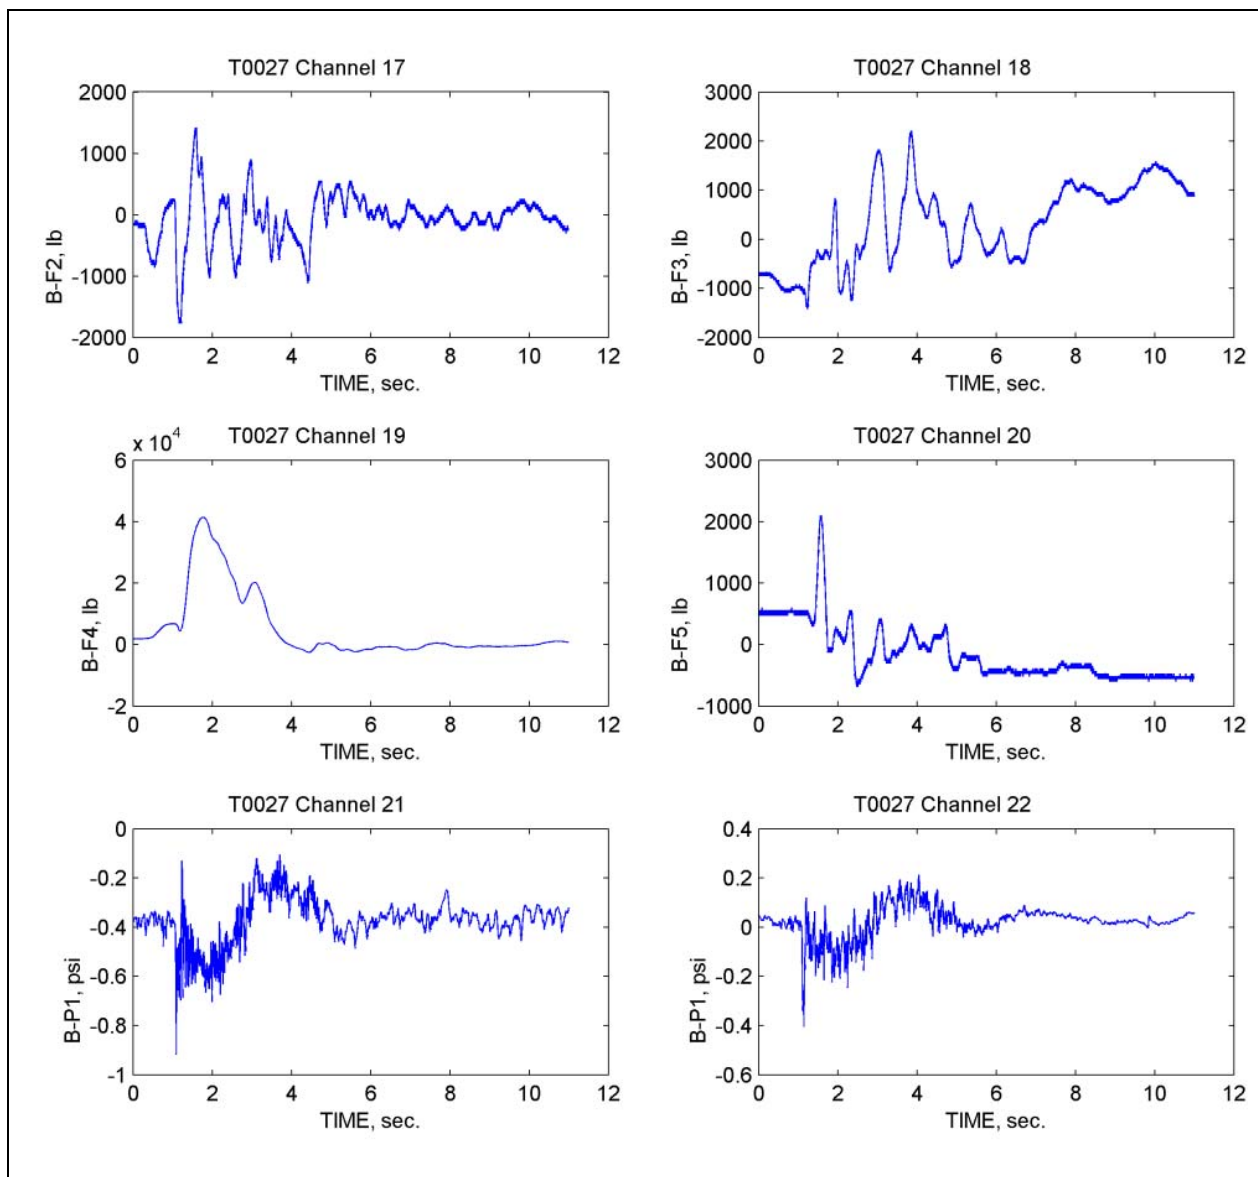 T0027 Channel 17
2000
1000
0
-1000
-2000
B-F2, lb
0 2 4 6 8 10 12
TIME, sec.
T0027 Channel 18
3000
2000
1000
0
-1000
-2000
B-F3, lb
0 2 4 6 8 10 12
TIME, sec.
T0027 Channel 19
x 10^4
6
4
2
0
-2
B-F4, lb
0 2 4 6 8 10 12
TIME, sec.
T0027 Channel 20
3000
2000
1000
0
-1000
B-F5, lb
0 2 4 6 8 10 12
TIME, sec.
T0027 Channel 21
0
-0.2
-0.4
-0.6
-0.8
-1
B-P1, psi
0 2 4 6 8 10 12
TIME, sec.
T0027 Channel 22
0.4
0.2
0
-0.2
-0.4
-0.6
B-P1, psi
0 2 4 6 8 10 12
TIME, sec.